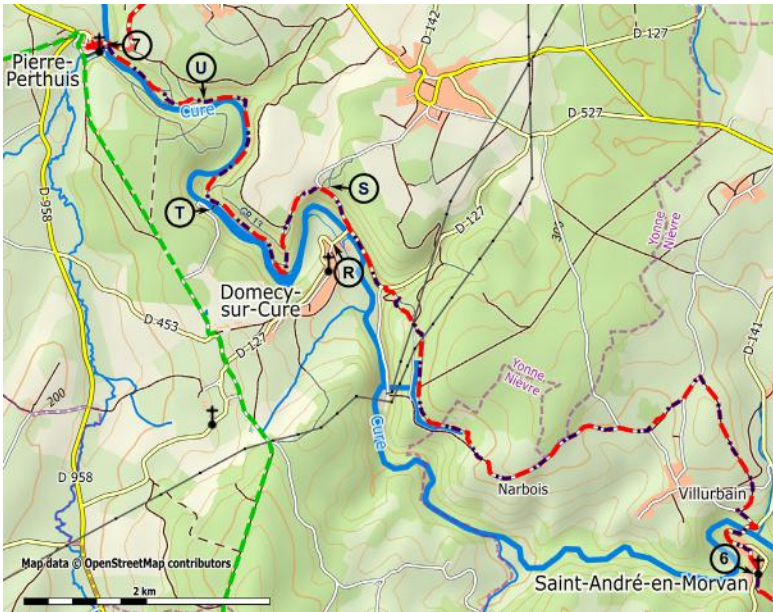 D-142
D-127
7
Pierre-
Perthuis
U
Cure
D-527
D-958
S
T
GR 13
D-127
303
Yonne
Nièvre
R
Domecy-
sur-Cure
D-453
D-127
D-141
200
Yonne
Nièvre
Cure
D 958
Narbois
Villurbain
6
Saint-André-en-Morvan
Map data © OpenStreetMap contributors
2 km